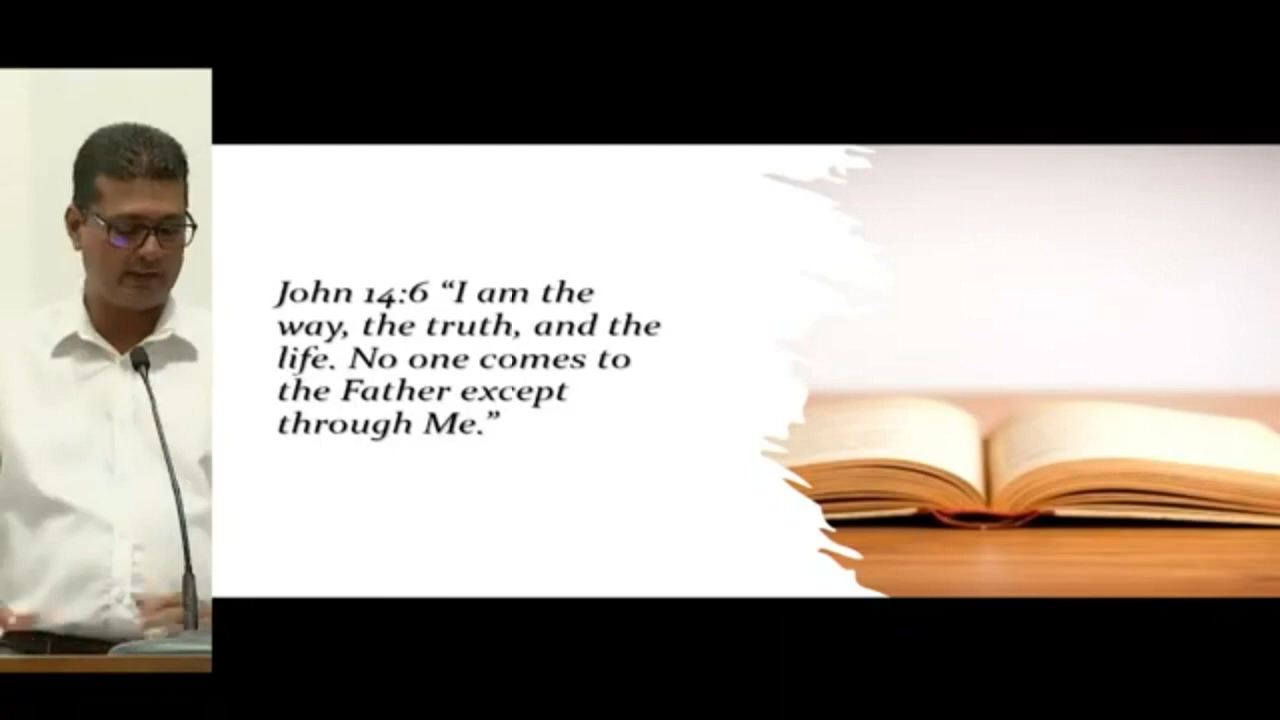 John 14:6 “I am the
way, the truth, and the
life. No one comes to
the Father except
through Me.”